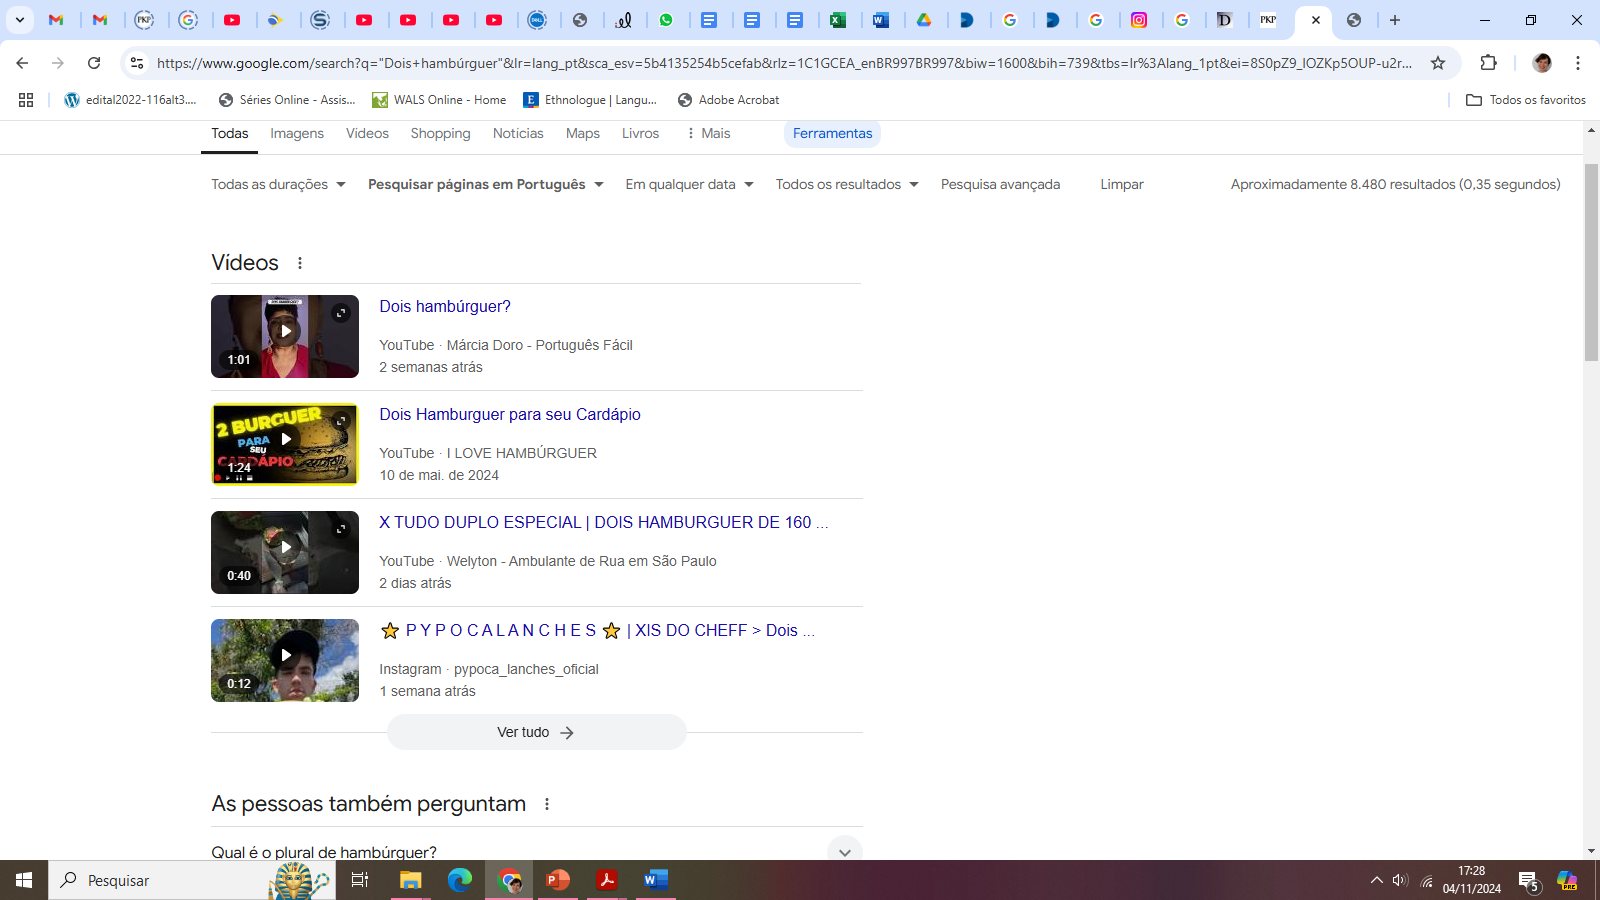 https://www.google.com/search?q="Dois+hambúrguer"&lr=lang_pt&sca_esv=5b4135254b5cefab&rlz=1C1GCEA_enBR997BR997&biw=1600&bih=739&tbs=lr%3Alang_1pt&ei=8S0pZ9_lOZKp5OUP-u2r...
edital2022-116alt3....
Séries Online - Assis...
WALS Online - Home
Ethnologue | Langu...
Adobe Acrobat
Todos os favoritos
Todas Imagens Vídeos Shopping Notícias Maps Livros Mais Ferramentas
Todas as durações Pesquisar páginas em Português Em qualquer data Todos os resultados Pesquisa avançada Limpar Aproximadamente 8.480 resultados (0,35 segundos)
Vídeos
Dois hambúrguer?
YouTube · Márcia Doro - Português Fácil
1:01
2 semanas atrás
2 BURGUER
PARA
SEU
CARDÁPIO
1:24
Dois Hamburguer para seu Cardápio
YouTube · I LOVE HAMBÚRGUER
10 de mai. de 2024
X TUDO DUPLO ESPECIAL | DOIS HAMBURGUER DE 160 ...
YouTube · Welyton - Ambulante de Rua em São Paulo
0:40
2 dias atrás
⭐ P Y P O C A L A N C H E S ⭐ | XIS DO CHEFF > Dois ...
Instagram · pypoca_lanches_oficial
0:12
1 semana atrás
Ver tudo
As pessoas também perguntam
Qual é o plural de hambúrguer?
Pesquisar
17:28
04/11/2024
5